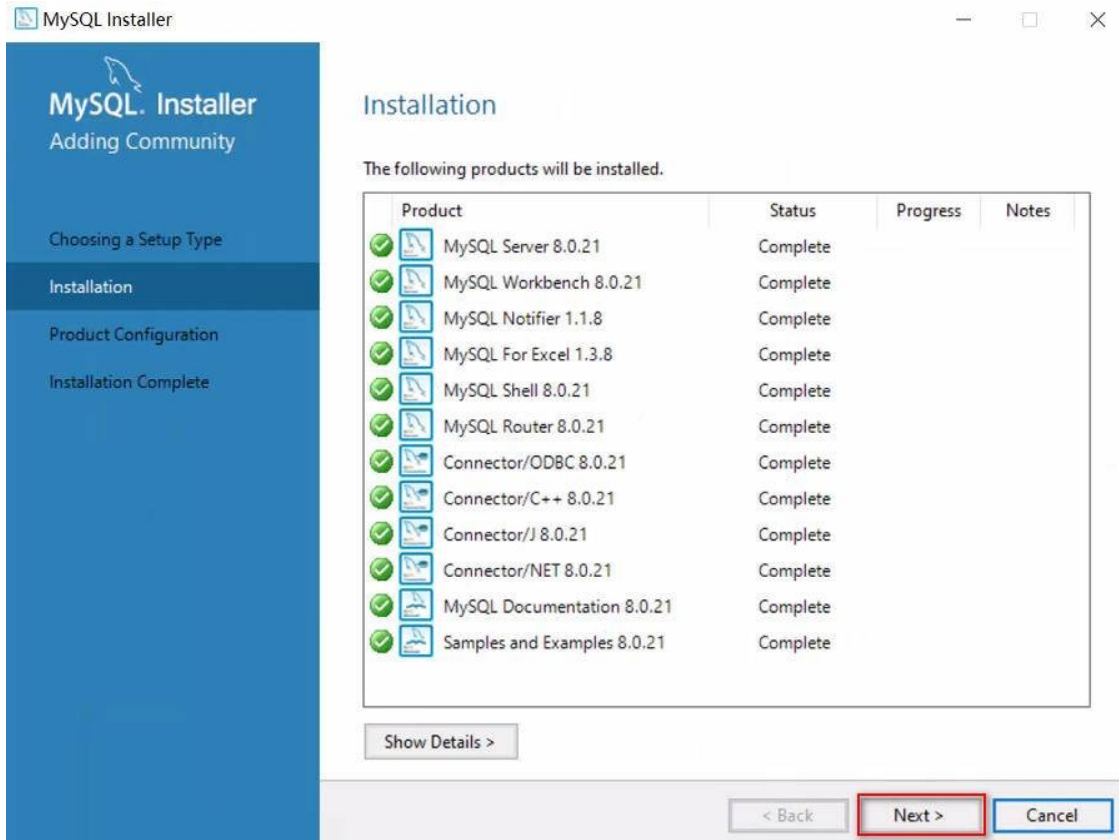 MySQL Installer
MySQL. Installer
Adding Community
Choosing a Setup Type
Installation
Product Configuration
Installation Complete
Installation
The following products will be installed.
Product Status Progress Notes
MySQL Server 8.0.21 Complete
MySQL Workbench 8.0.21 Complete
MySQL Notifier 1.1.8 Complete
MySQL For Excel 1.3.8 Complete
MySQL Shell 8.0.21 Complete
MySQL Router 8.0.21 Complete
Connector/ODBC 8.0.21 Complete
Connector/C++ 8.0.21 Complete
Connector/J 8.0.21 Complete
Connector/NET 8.0.21 Complete
MySQL Documentation 8.0.21 Complete
Samples and Examples 8.0.21 Complete
Show Details >
< Back Next > Cancel